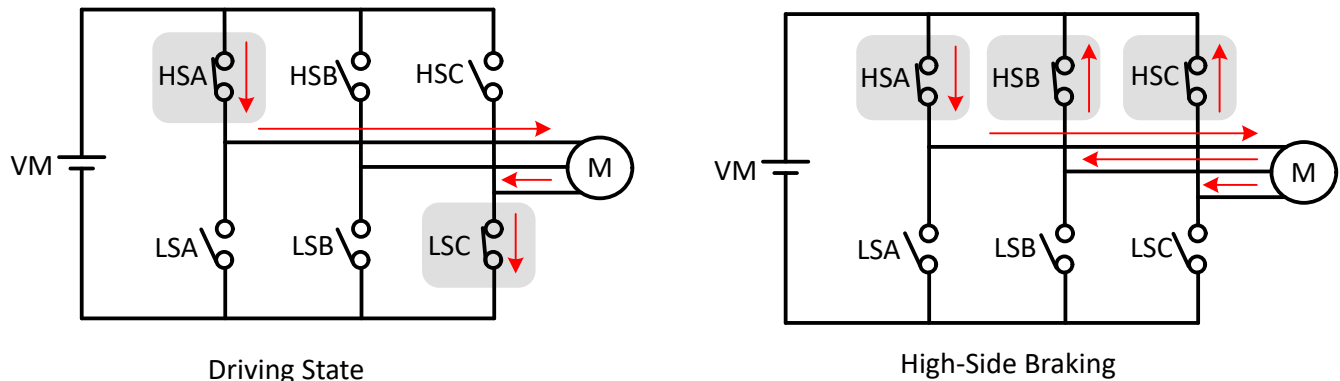 HSA
HSB
HSC
VM
M
LSA
LSB
LSC
Driving State
HSA
HSB
HSC
VM
M
LSA
LSB
LSC
High-Side Braking